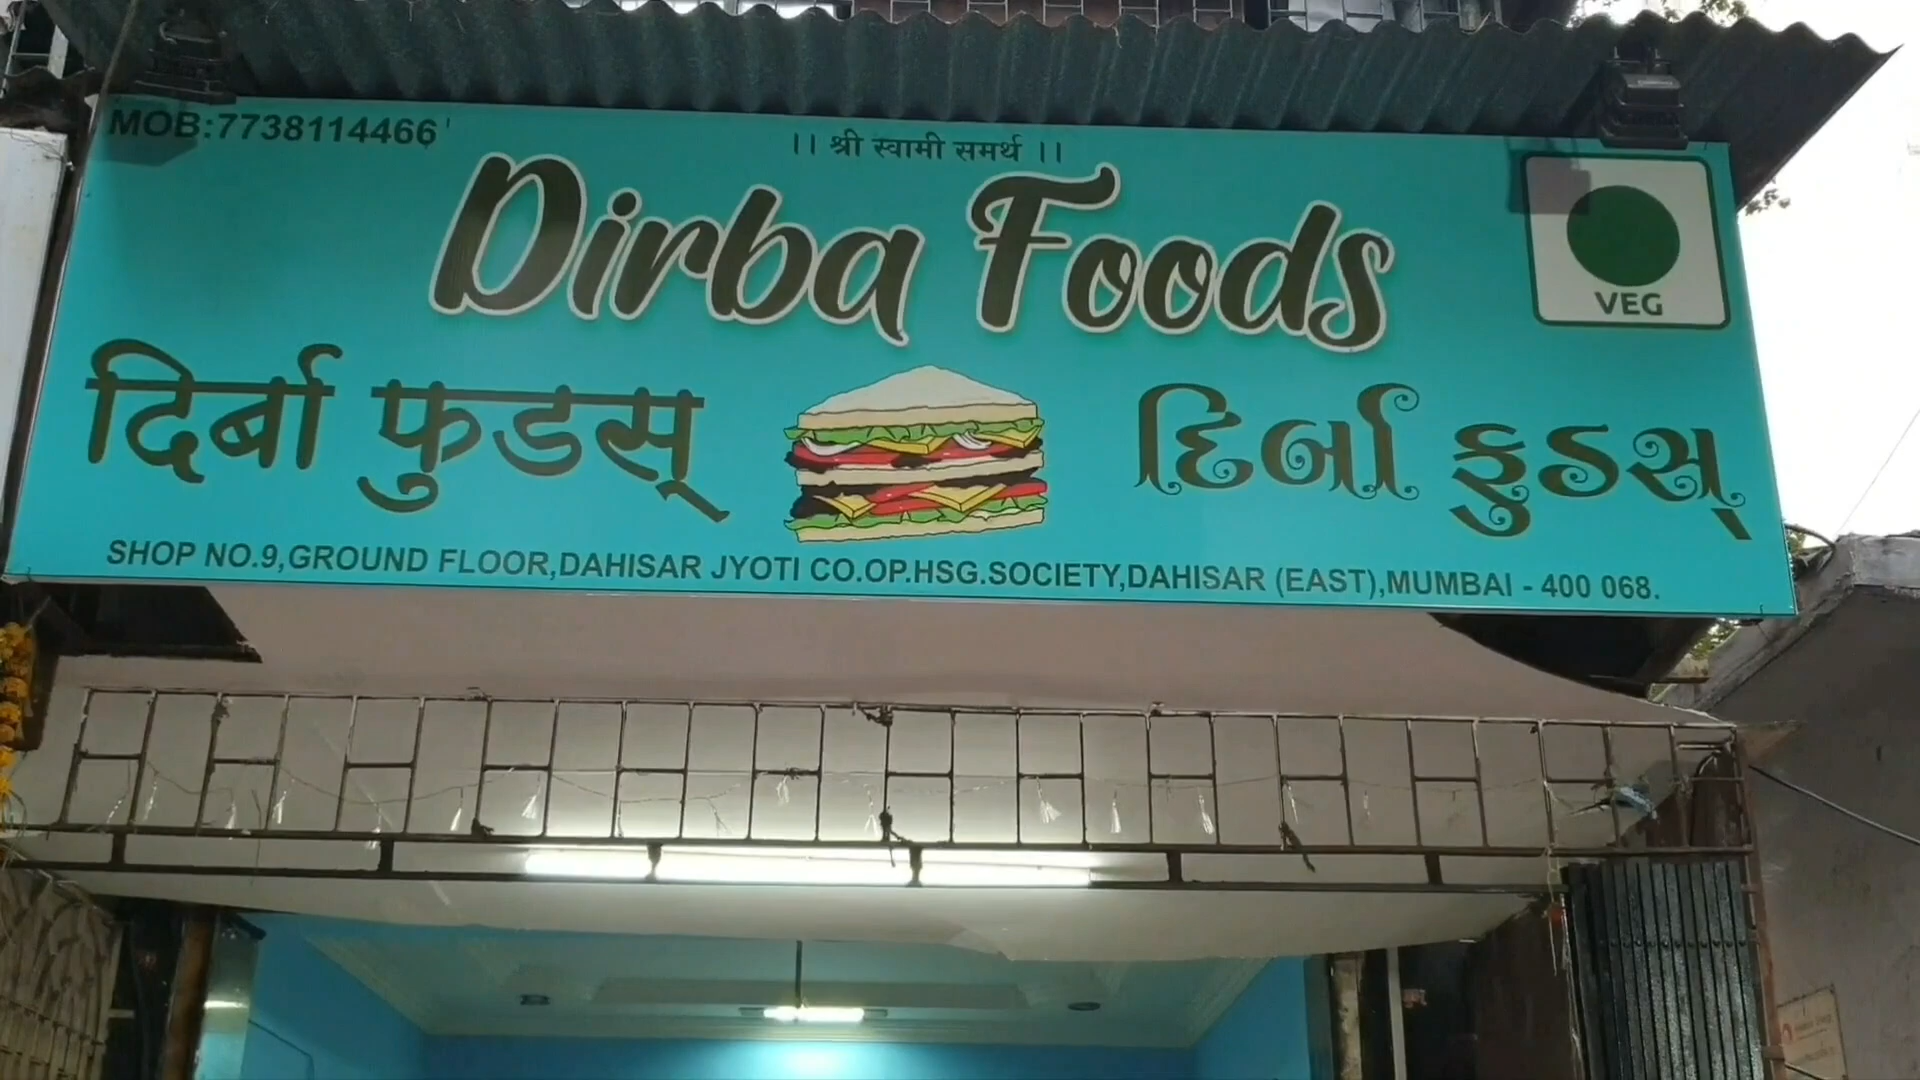 MOB:7738114466
।। श्री स्वामी समर्थ ।।
Dirba Foods
VEG
दिर्बा फुडस्
દિર્બા ફુડસ્
SHOP NO.9,GROUND FLOOR,DAHISAR JYOTI CO.OP.HSG.SOCIETY,DAHISAR (EAST),MUMBAI - 400 068.